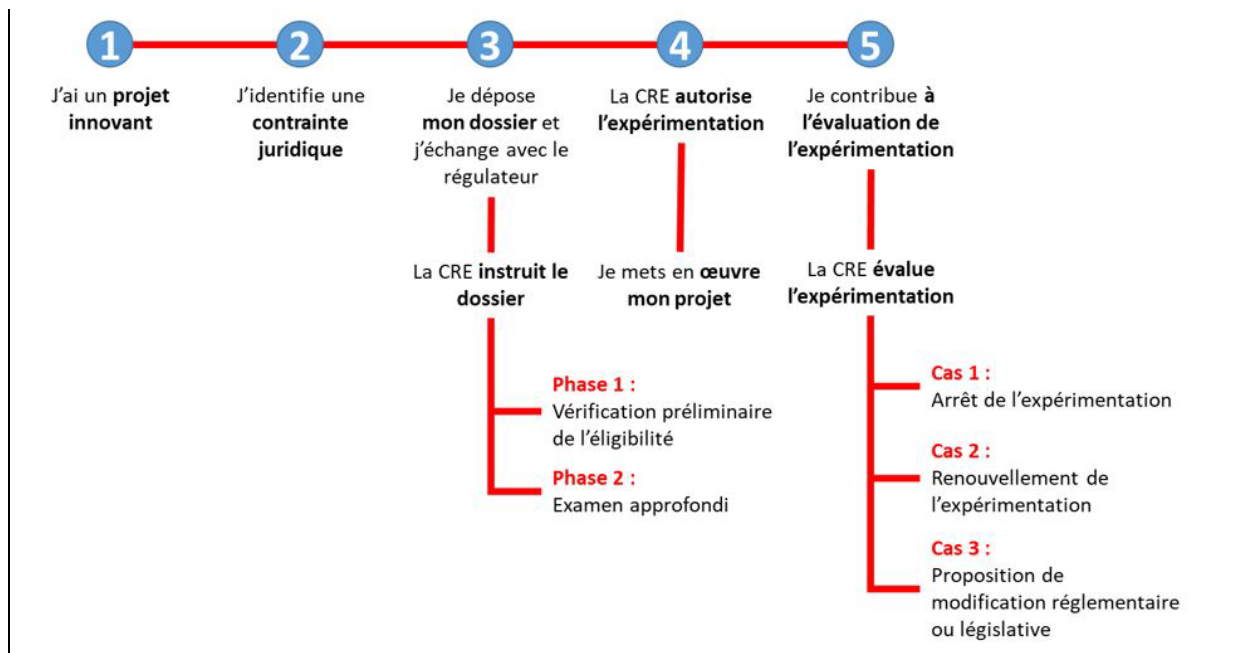 1
2
3
4
5
J'ai un projet
innovant
J'identifie une
contrainte
juridique
Je dépose
mon dossier et
j'échange avec le
régulateur
La CRE autorise
l'expérimentation
Je contribue à
l'évaluation de
l'expérimentation
La CRE instruit le
dossier
Je mets en œuvre
mon projet
La CRE évalue
l'expérimentation
Phase 1 :
Vérification préliminaire
de l'éligibilité
Phase 2 :
Examen approfondi
Cas 1 :
Arrêt de l'expérimentation
Cas 2 :
Renouvellement de
l'expérimentation
Cas 3 :
Proposition de
modification réglementaire
ou législative